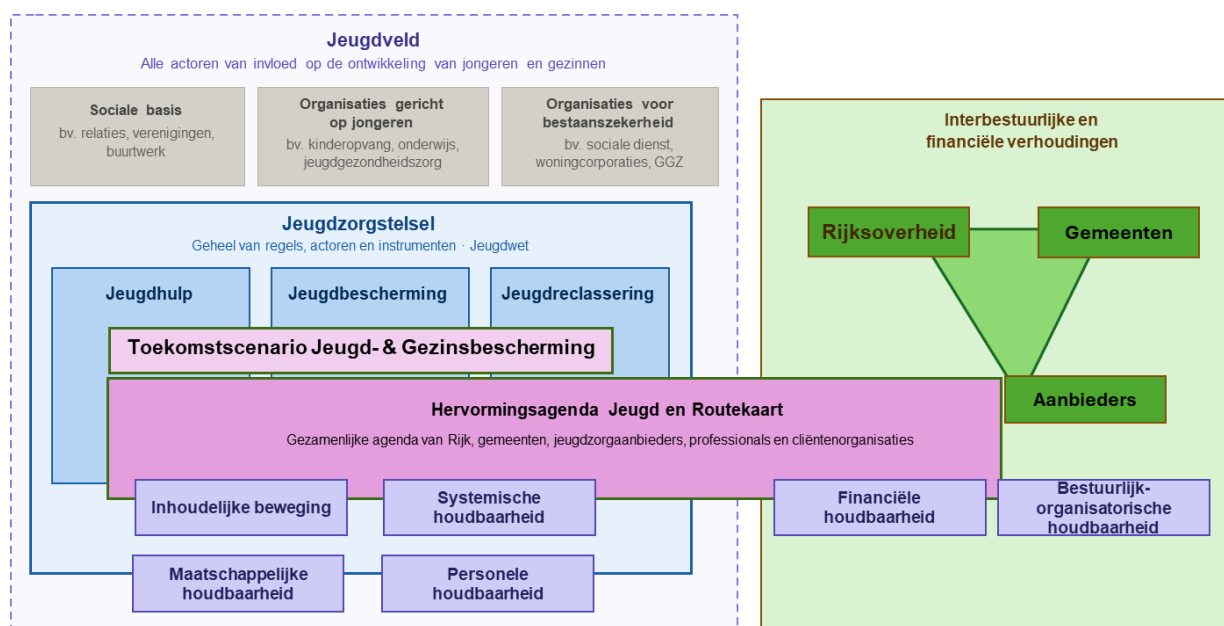 Jeugdveld
Alle actoren van invloed op de ontwikkeling van jongeren en gezinnen
Sociale basis
bv. relaties, verenigingen,
buurtwerk
Organisaties gericht
op jongeren
bv. kinderopvang, onderwijs,
jeugdgezondheidszorg
Organisaties voor
bestaanszekerheid
bv. sociale dienst,
woningcorporaties, GGZ
Jeugdzorgstelsel
Geheel van regels, actoren en instrumenten · Jeugdwet
Jeugdhulp
Jeugdbescherming
Jeugdreclassering
Toekomstscenario Jeugd- & Gezinsbescherming
Hervormingsagenda Jeugd en Routekaart
Gezamenlijke agenda van Rijk, gemeenten, jeugdzorgaanbieders, professionals en cliëntenorganisaties
Inhoudelijke beweging
Systemische
houdbaarheid
Maatschappelijke
houdbaarheid
Personele
houdbaarheid
Interbestuurlijke en
financiële verhoudingen
Rijksoverheid
Gemeenten
Aanbieders
Financiële
houdbaarheid
Bestuurlijk-
organisatorische
houdbaarheid